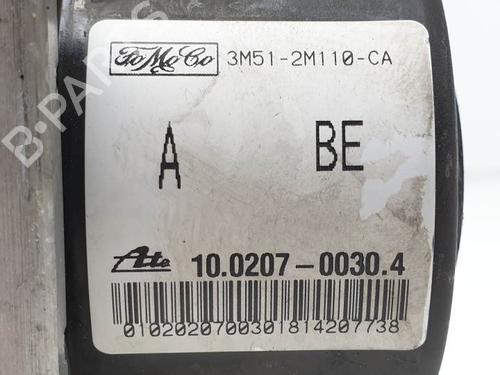 FoMoCo 3M51-2M110-CA
A BE
Ate 10.0207-0030.4
0102020700301814207738
B-PARTS